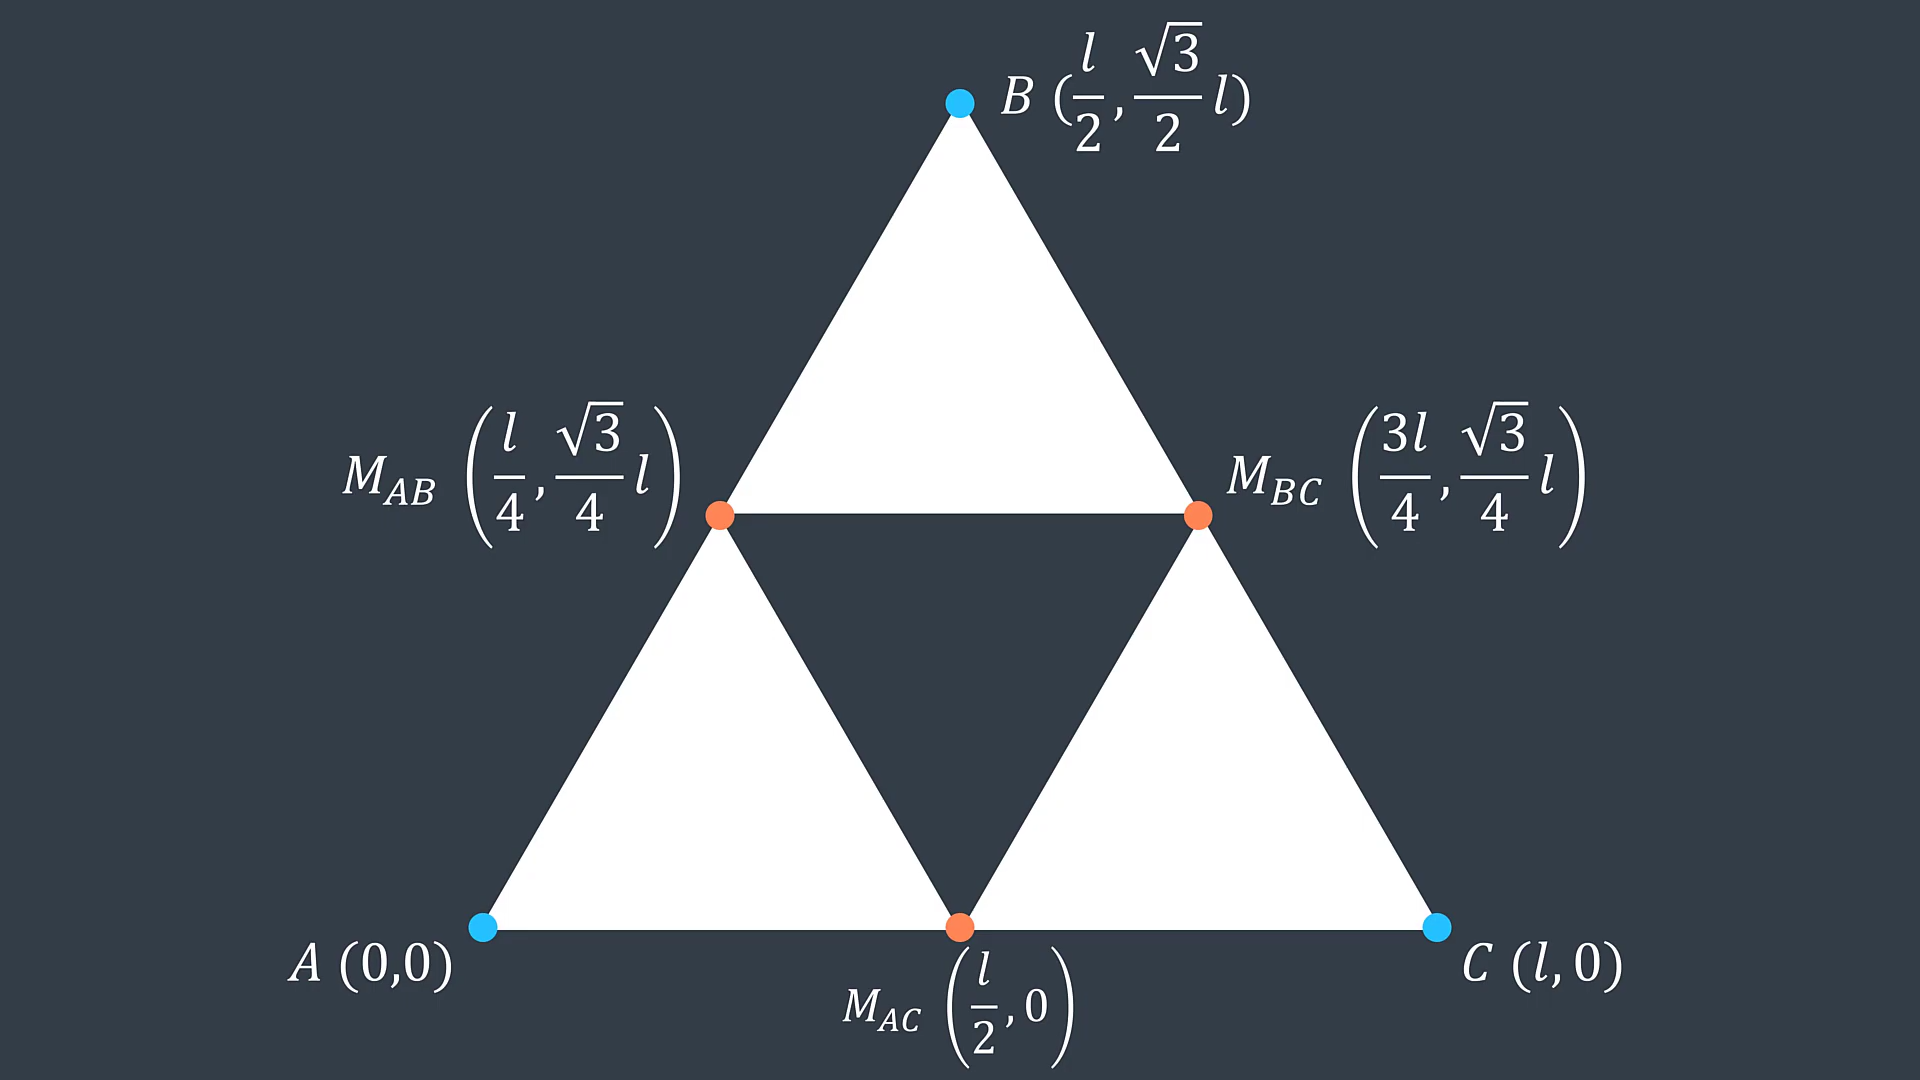 B (l/2, √3/2 l)
M_AB (l/4, √3/4 l)
M_BC (3l/4, √3/4 l)
A (0,0)
C (l, 0)
M_AC (l/2, 0)